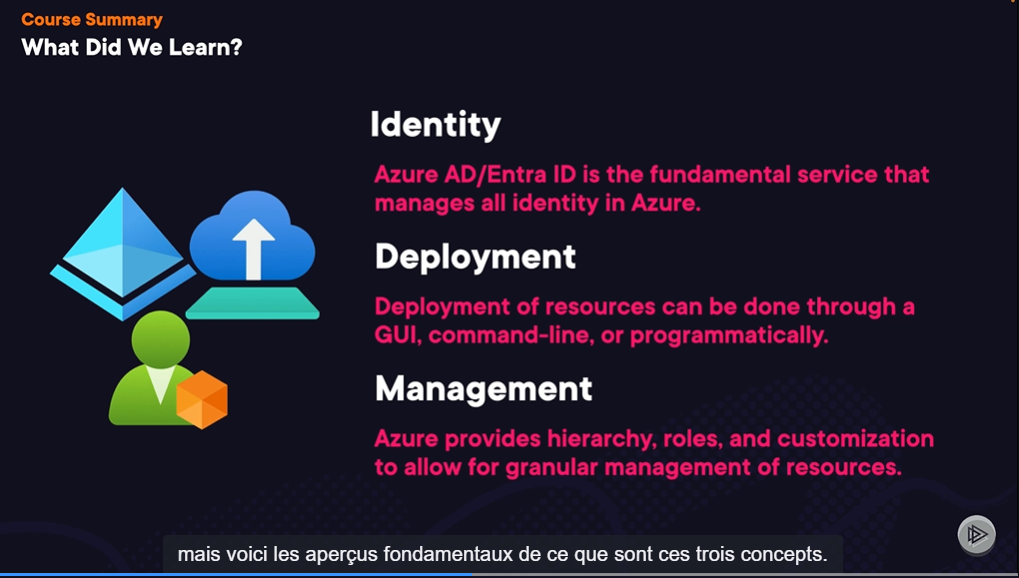 Course Summary
What Did We Learn?
Identity
Azure AD/Entra ID is the fundamental service that
manages all identity in Azure.
Deployment
Deployment of resources can be done through a
GUI, command-line, or programmatically.
Management
Azure provides hierarchy, roles, and customization
to allow for granular management of resources.
mais voici les aperçus fondamentaux de ce que sont ces trois concepts.